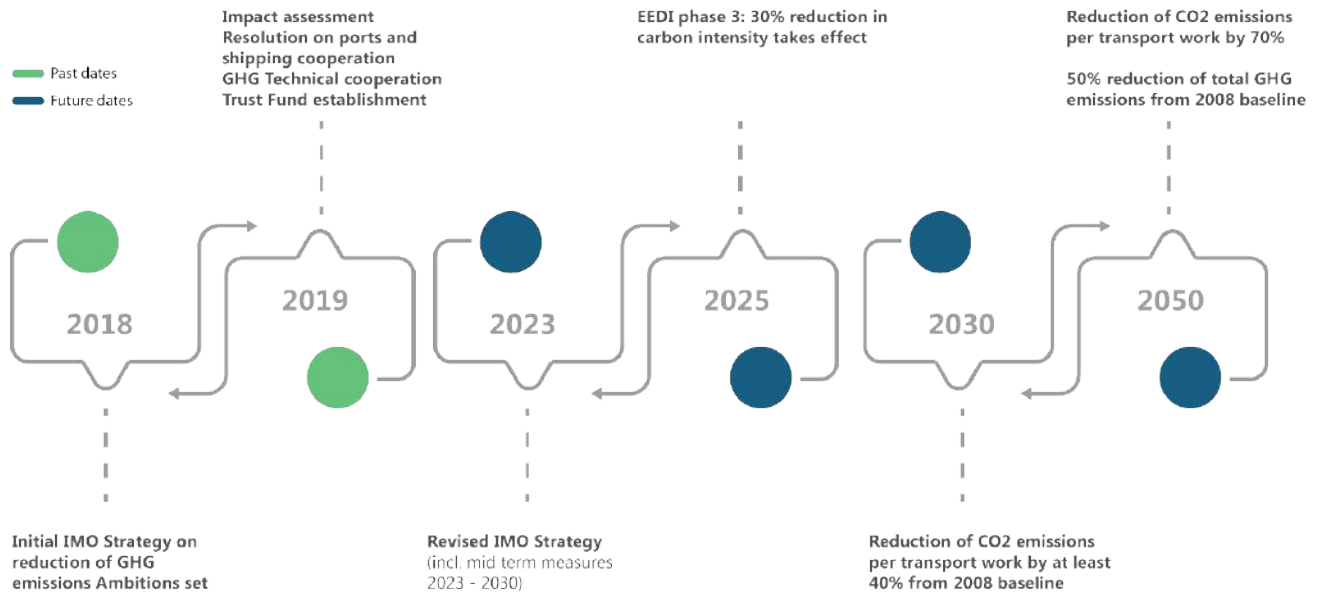 Impact assessment
Resolution on ports and
shipping cooperation
GHG Technical cooperation
Trust Fund establishment
EEDI phase 3: 30% reduction in
carbon intensity takes effect
Reduction of CO2 emissions
per transport work by 70%
50% reduction of total GHG
emissions from 2008 baseline
Past dates
Future dates
2018
2019
2023
2025
2030
2050
Initial IMO Strategy on
reduction of GHG
emissions Ambitions set
Revised IMO Strategy
(incl. mid term measures
2023 - 2030)
Reduction of CO2 emissions
per transport work by at least
40% from 2008 baseline